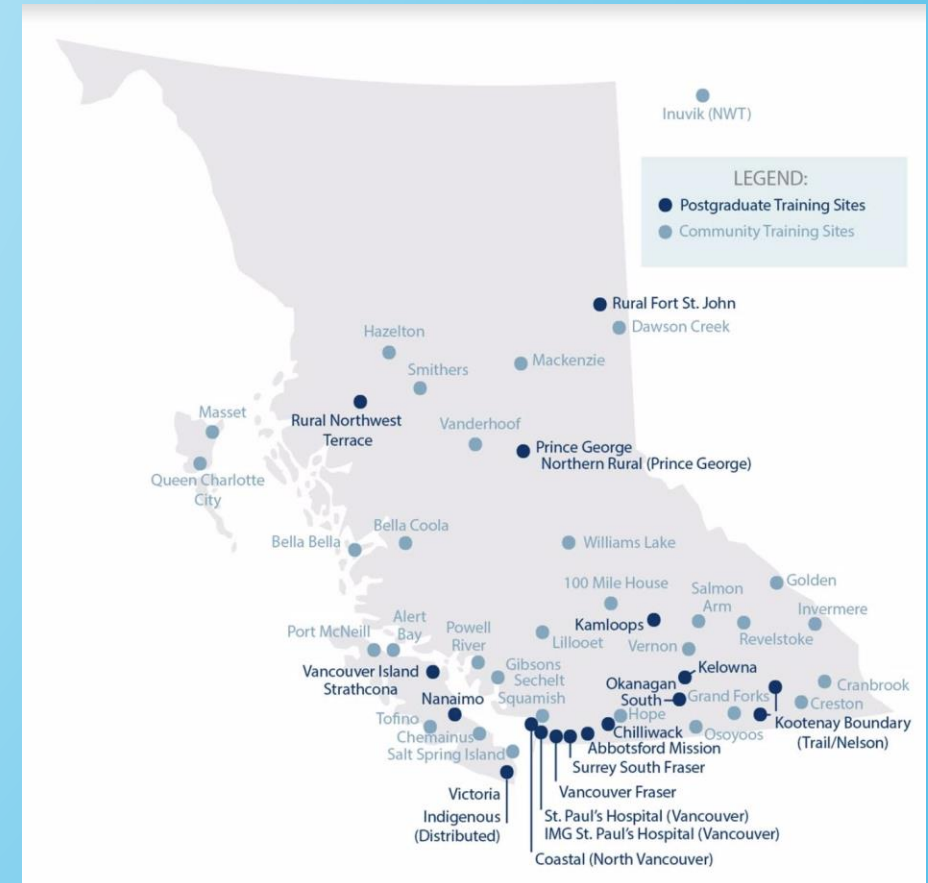 Inuvik (NWT)
LEGEND:
Postgraduate Training Sites
Community Training Sites
Rural Fort St. John
Dawson Creek
Hazelton
Mackenzie
Smithers
Rural Northwest
Terrace
Masset
Vanderhoof
Prince George
Northern Rural (Prince George)
Queen Charlotte
City
Bella Coola
Bella Bella
Williams Lake
100 Mile House
Golden
Salmon
Arm
Invermere
Kamloops
Revelstoke
Alert
Bay
Port McNeill
Powell
River
Lillooet
Vernon
Vancouver Island
Strathcona
Gibsons
Sechelt
Squamish
Kelowna
Okanagan
South
Grand Forks
Cranbrook
Creston
Nanaimo
Hope
Kootenay Boundary
(Trail/Nelson)
Tofino
Chemainus
Salt Spring Island
Chilliwack
Osoyoos
Abbotsford Mission
Surrey South Fraser
Vancouver Fraser
Victoria
Indigenous
(Distributed)
St. Paul's Hospital (Vancouver)
IMG St. Paul's Hospital (Vancouver)
Coastal (North Vancouver)